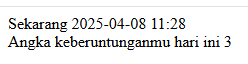 Sekarang 2025-04-08 11:28
Angka keberuntunganmu hari ini 3